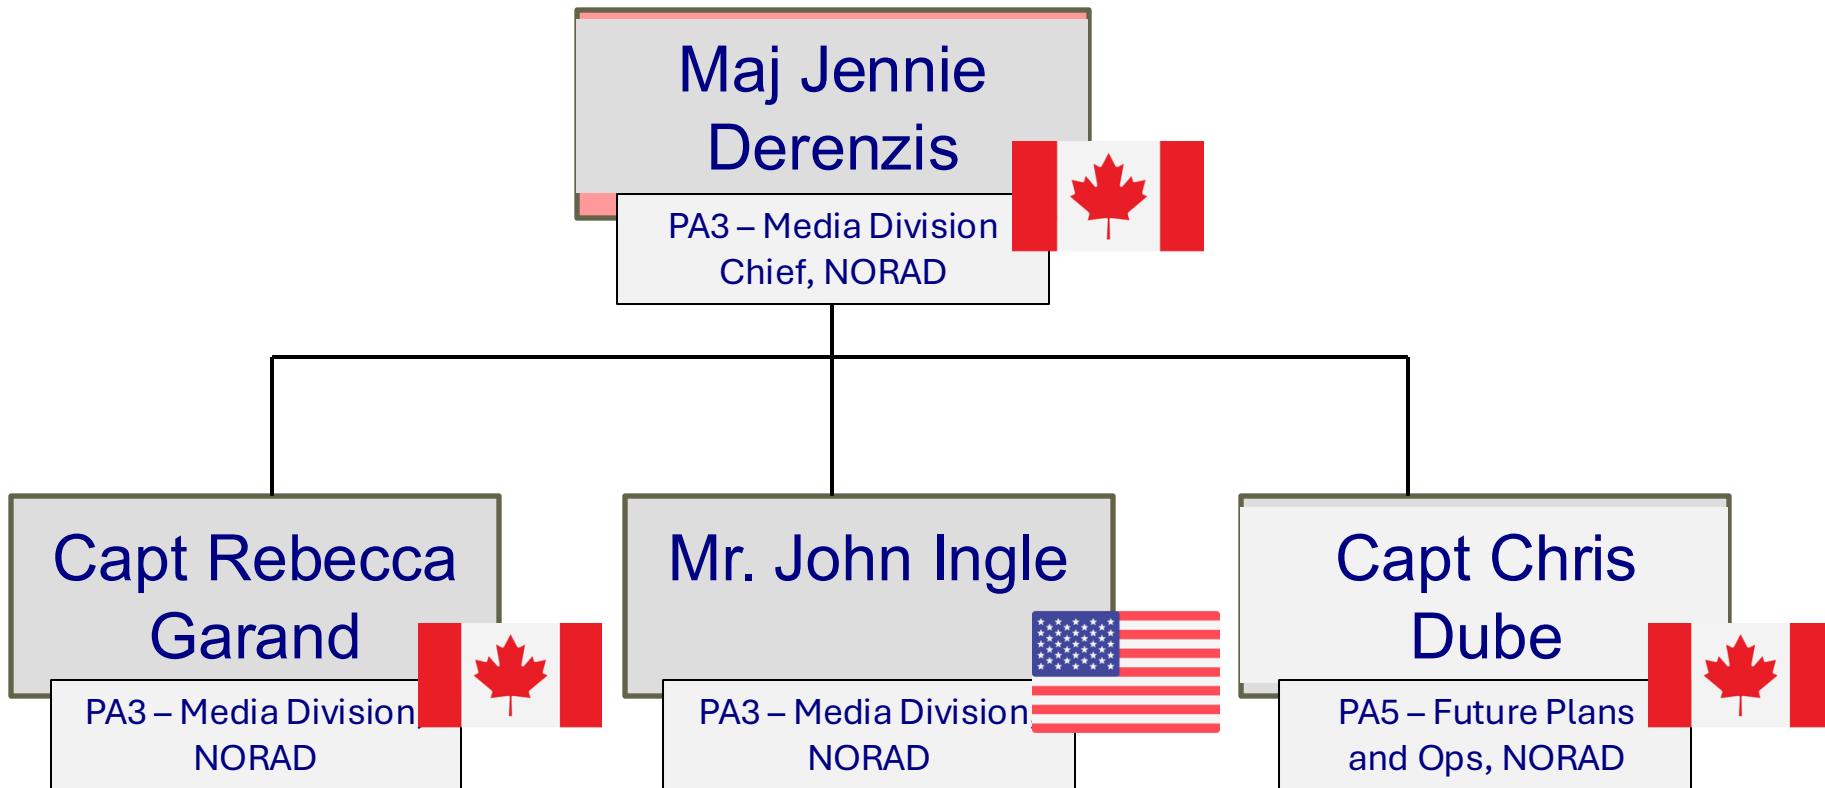 Maj Jennie
Derenzis
PA3 – Media Division
Chief, NORAD
Capt Rebecca
Garand
PA3 – Media Division,
NORAD
Mr. John Ingle
PA3 – Media Division
NORAD
Capt Chris
Dube
PA5 – Future Plans
and Ops, NORAD